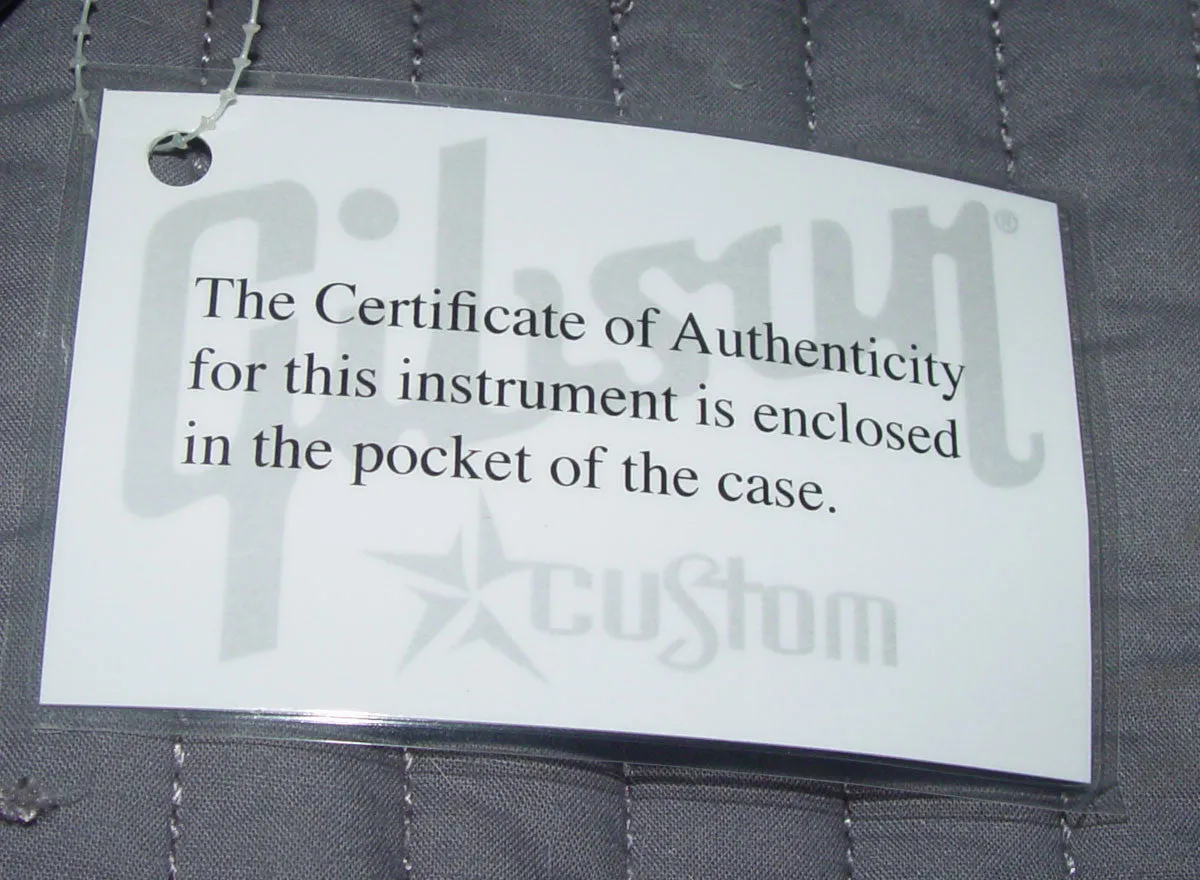 Gibson®
The Certificate of Authenticity
for this instrument is enclosed
in the pocket of the case.
custom